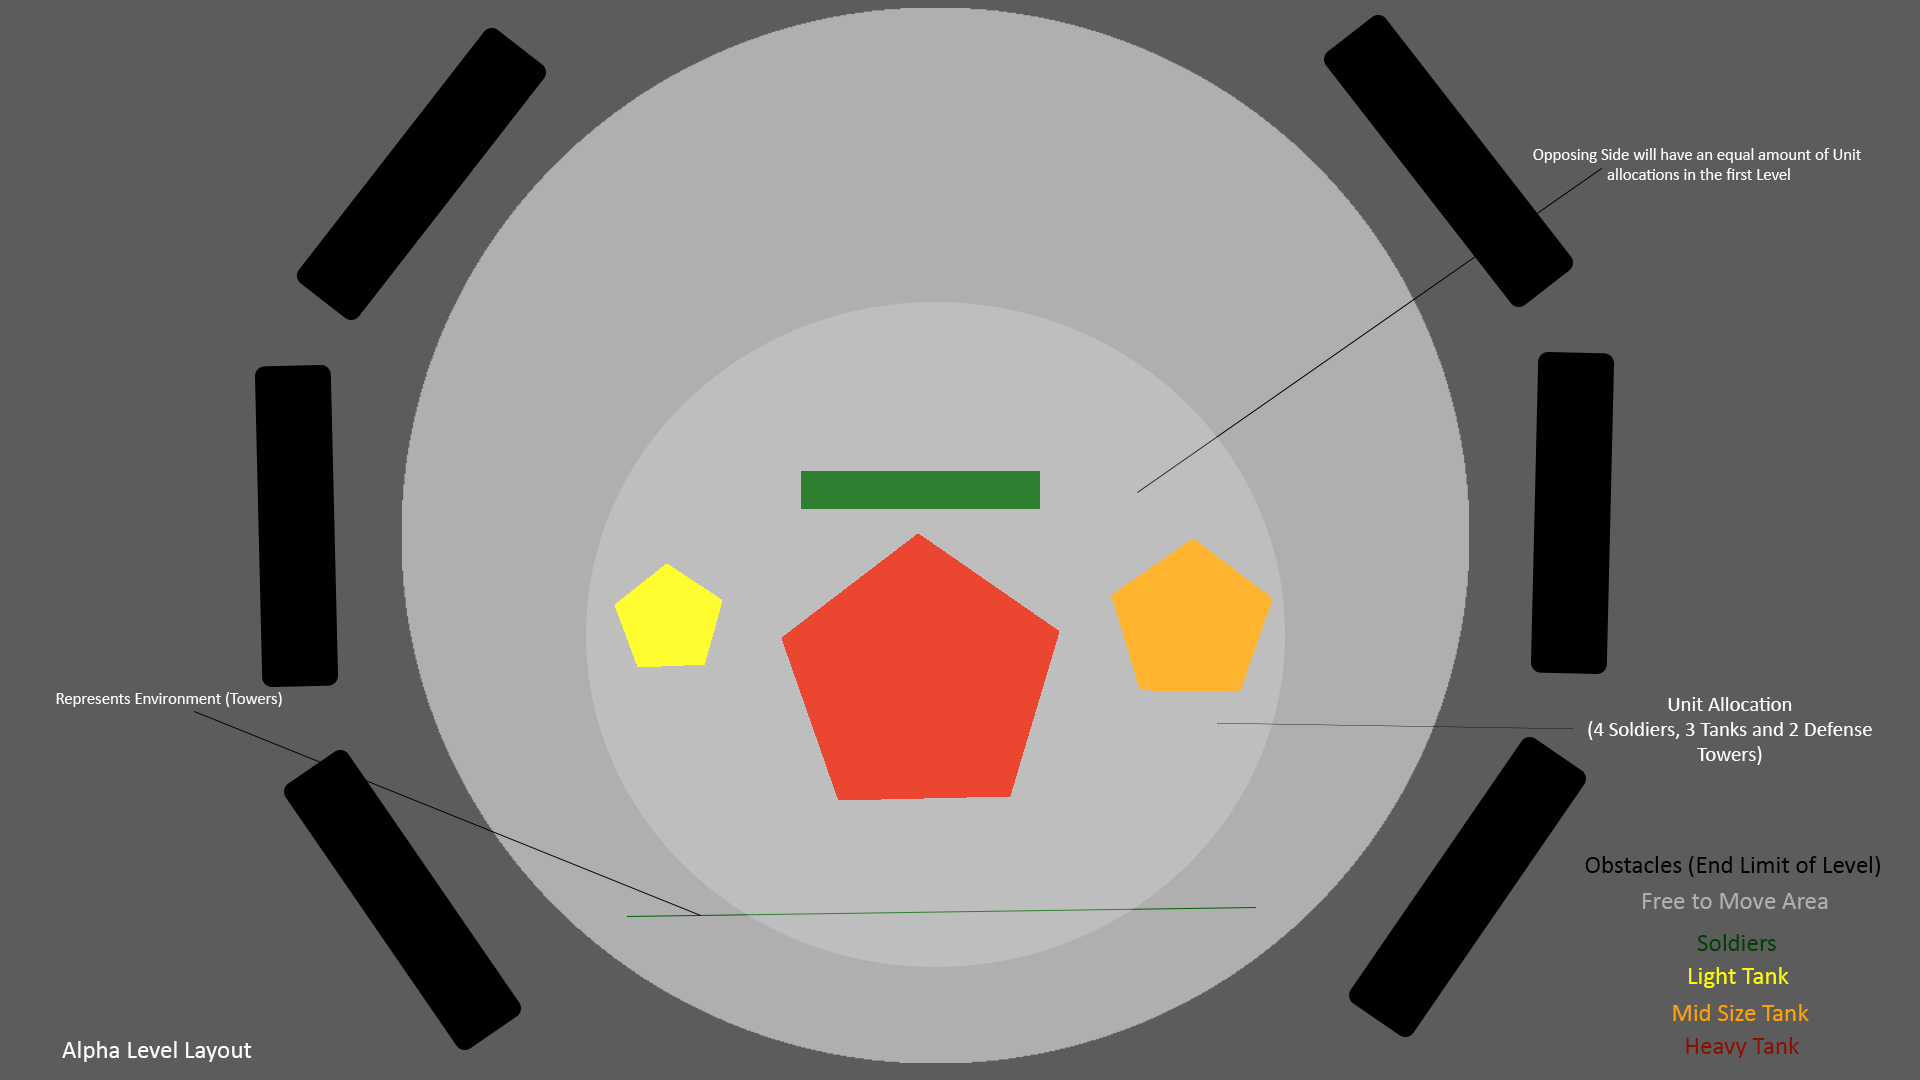 Opposing Side will have an equal amount of Unit
allocations in the first Level
Represents Environment (Towers)
Unit Allocation
(4 Soldiers, 3 Tanks and 2 Defense
Towers)
Obstacles (End Limit of Level)
Free to Move Area
Soldiers
Light Tank
Mid Size Tank
Heavy Tank
Alpha Level Layout